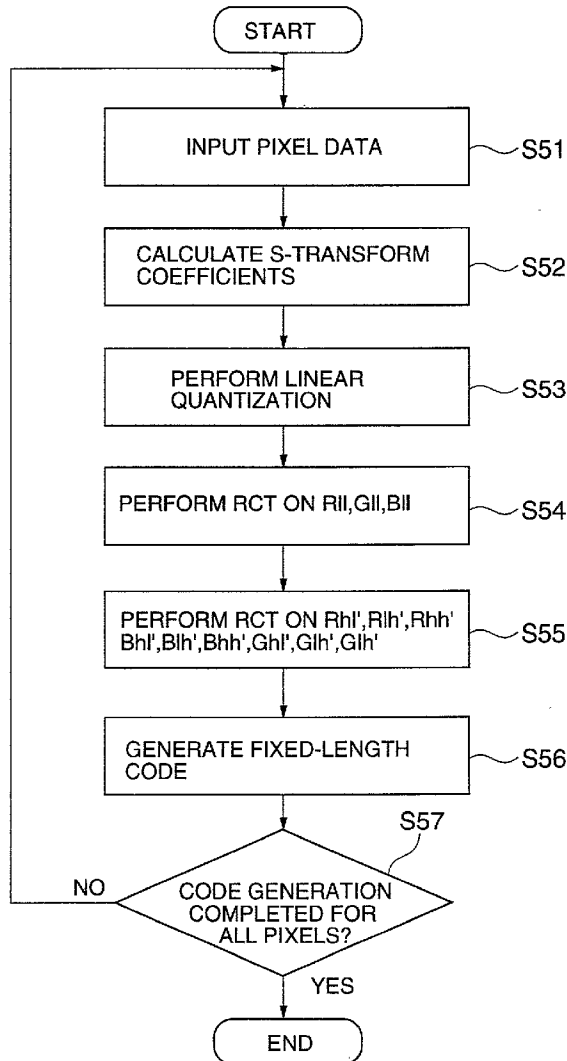 START
INPUT PIXEL DATA
S51
CALCULATE S-TRANSFORM
COEFFICIENTS
S52
PERFORM LINEAR
QUANTIZATION
S53
PERFORM RCT ON Rll,Gll,Bll
S54
PERFORM RCT ON Rhl',Rlh',Rhh'
Bhl',Blh',Bhh',Ghl',Glh',Glh'
S55
GENERATE FIXED-LENGTH
CODE
S56
S57
NO
CODE GENERATION
COMPLETED FOR
ALL PIXELS?
YES
END